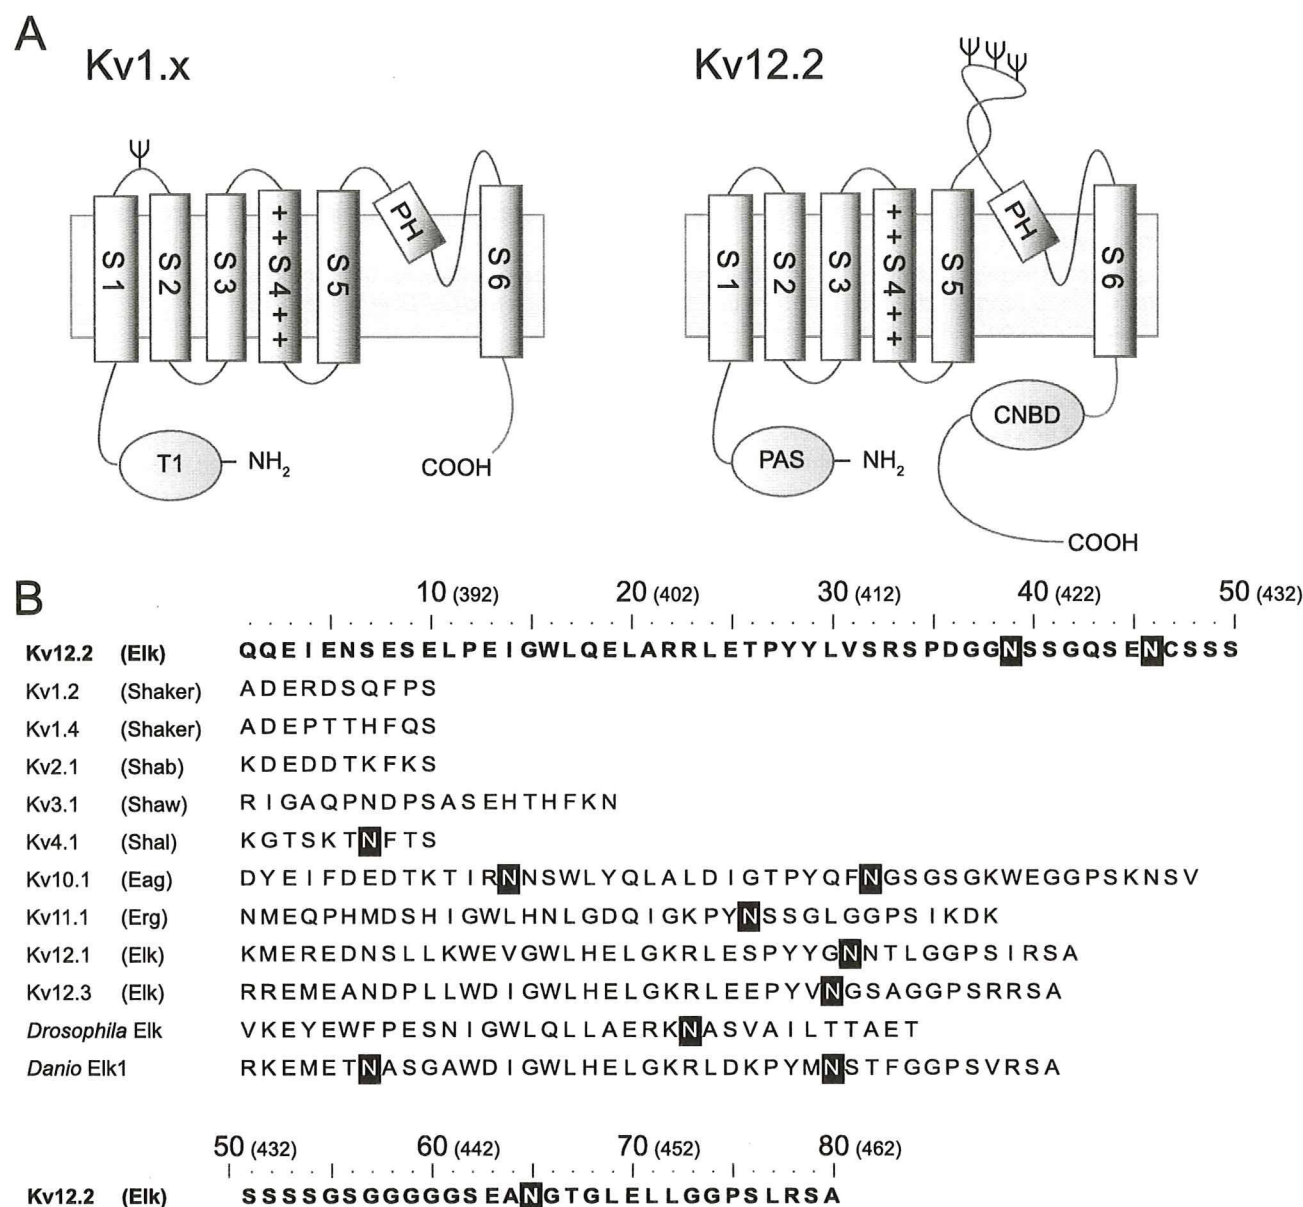 A
Kv1.x
Kv12.2
Ψ
Ψ Ψ Ψ
S1 S2 S3 ++S4++ S5 PH S6
S1 S2 S3 ++S4++ S5 PH S6
T1 NH2
COOH
PAS NH2
CNBD
COOH
B
10 (392) 20 (402) 30 (412) 40 (422) 50 (432)
Kv12.2 (Elk) QQEIENSESELPEIGWLQELARRLETPYYLVSRSPDGGNSSGQSENCSSS
Kv1.2 (Shaker) ADERDSQFPS
Kv1.4 (Shaker) ADEPTTHFQS
Kv2.1 (Shab) KDEDDTKFKS
Kv3.1 (Shaw) RIGAQPNDPSASEHTHFKN
Kv4.1 (Shal) KGTSKTNFTS
Kv10.1 (Eag) DYEIFDEDTKTIRNNSWLYQLALDIGTPYQFNGSGSGKWEGGPSKNSV
Kv11.1 (Erg) NMEQPHMDSHIGWLHNLGDQIGKPYNSSGLGGPSIKDK
Kv12.1 (Elk) KMEREDNSLLKWEVGWLHELGKRLESPYYGNNTLGGPSIRSA
Kv12.3 (Elk) RREMEANDPLLWDIGWLHELGKRLEEPYVNGSAGGPSRRSA
Drosophila Elk VKEYEWFPESNIGWLQLLAERKNASVAILTTAET
Danio Elk1 RKEMETNASGAWDIGWLHELGKRLDKPYMNSTFGGPSVRSA
50 (432) 60 (442) 70 (452) 80 (462)
Kv12.2 (Elk) SSSSGSGGGGGSEANGTGLELLGGPSLRSA